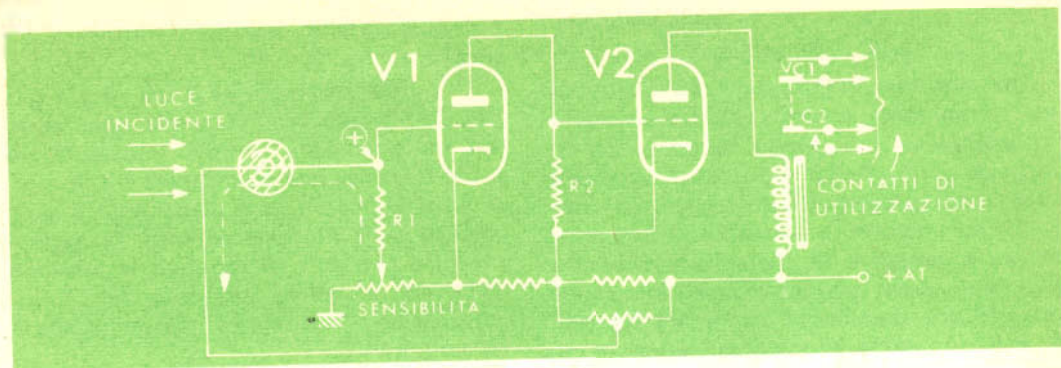 LUCE
INCIDENTE
V1
V2
+
R1
R2
C1
C2
CONTATTI DI
UTILIZZAZIONE
SENSIBILITA
+ AT